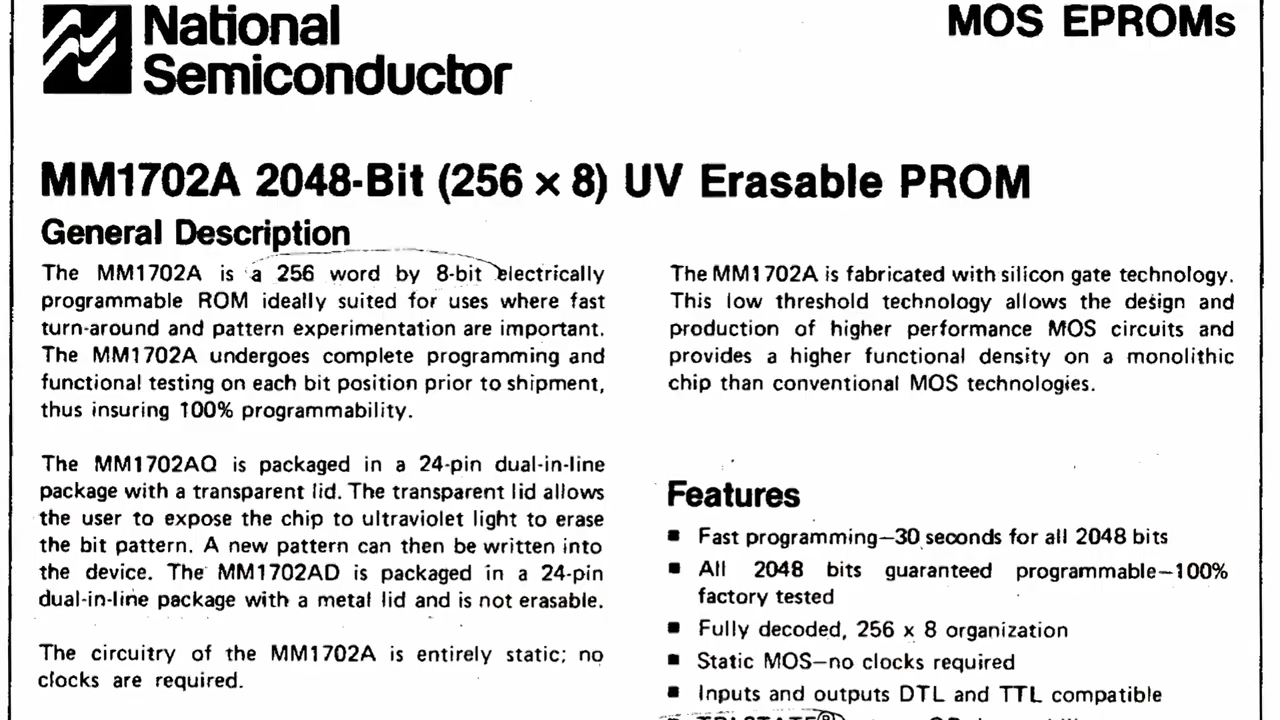 National
Semiconductor
MOS EPROMs
MM1702A 2048-Bit (256 x 8) UV Erasable PROM
General Description
The MM1702A is a 256 word by 8-bit electrically
programmable ROM ideally suited for uses where fast
turn-around and pattern experimentation are important.
The MM1702A undergoes complete programming and
functional testing on each bit position prior to shipment,
thus insuring 100% programmability.
The MM1702AQ is packaged in a 24-pin dual-in-line
package with a transparent lid. The transparent lid allows
the user to expose the chip to ultraviolet light to erase
the bit pattern. A new pattern can then be written into
the device. The MM1702AD is packaged in a 24-pin
dual-in-line package with a metal lid and is not erasable.
The circuitry of the MM1702A is entirely static; no
clocks are required.
The MM1702A is fabricated with silicon gate technology.
This low threshold technology allows the design and
production of higher performance MOS circuits and
provides a higher functional density on a monolithic
chip than conventional MOS technologies.
Features
■ Fast programming—30 seconds for all 2048 bits
■ All 2048 bits guaranteed programmable—100%
factory tested
■ Fully decoded, 256 x 8 organization
■ Static MOS—no clocks required
■ Inputs and outputs DTL and TTL compatible